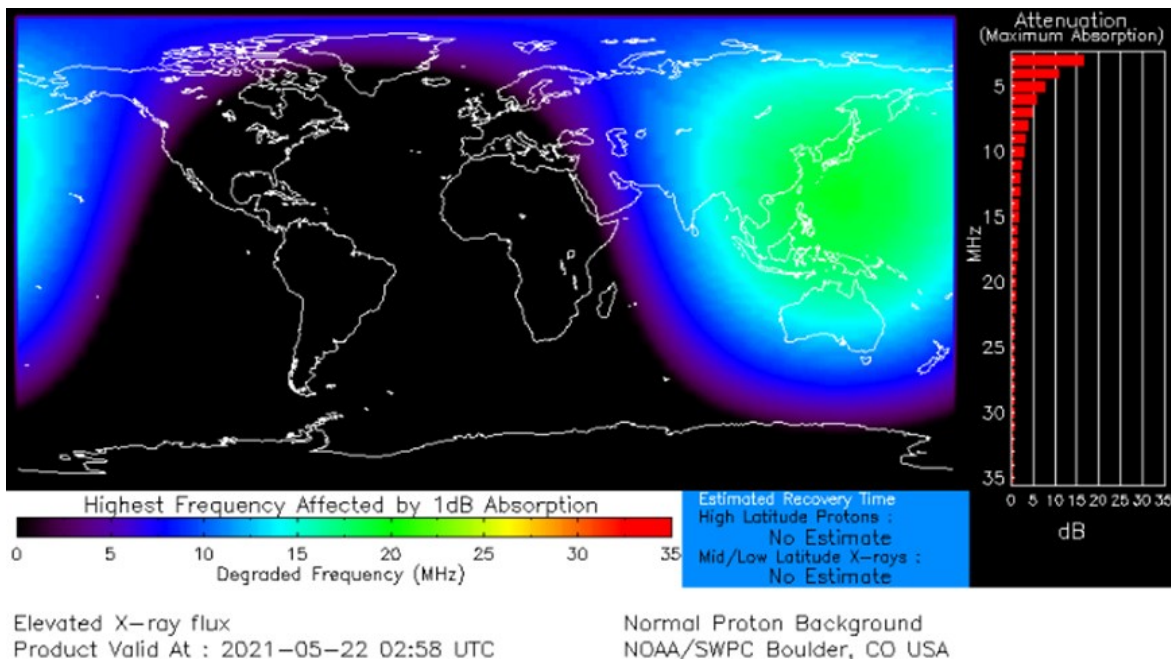 Attenuation
(Maximum Absorption)
5
10
15
20
25
30
35
MHz
0 5 10 15 20 25 30 35
dB
Highest Frequency Affected by 1dB Absorption
0 5 10 15 20 25 30 35
Degraded Frequency (MHz)
Estimated Recovery Time
High Latitude Protons :
No Estimate
Mid/Low Latitude X-rays :
No Estimate
Elevated X-ray flux
Product Valid At : 2021-05-22 02:58 UTC
Normal Proton Background
NOAA/SWPC Boulder, CO USA